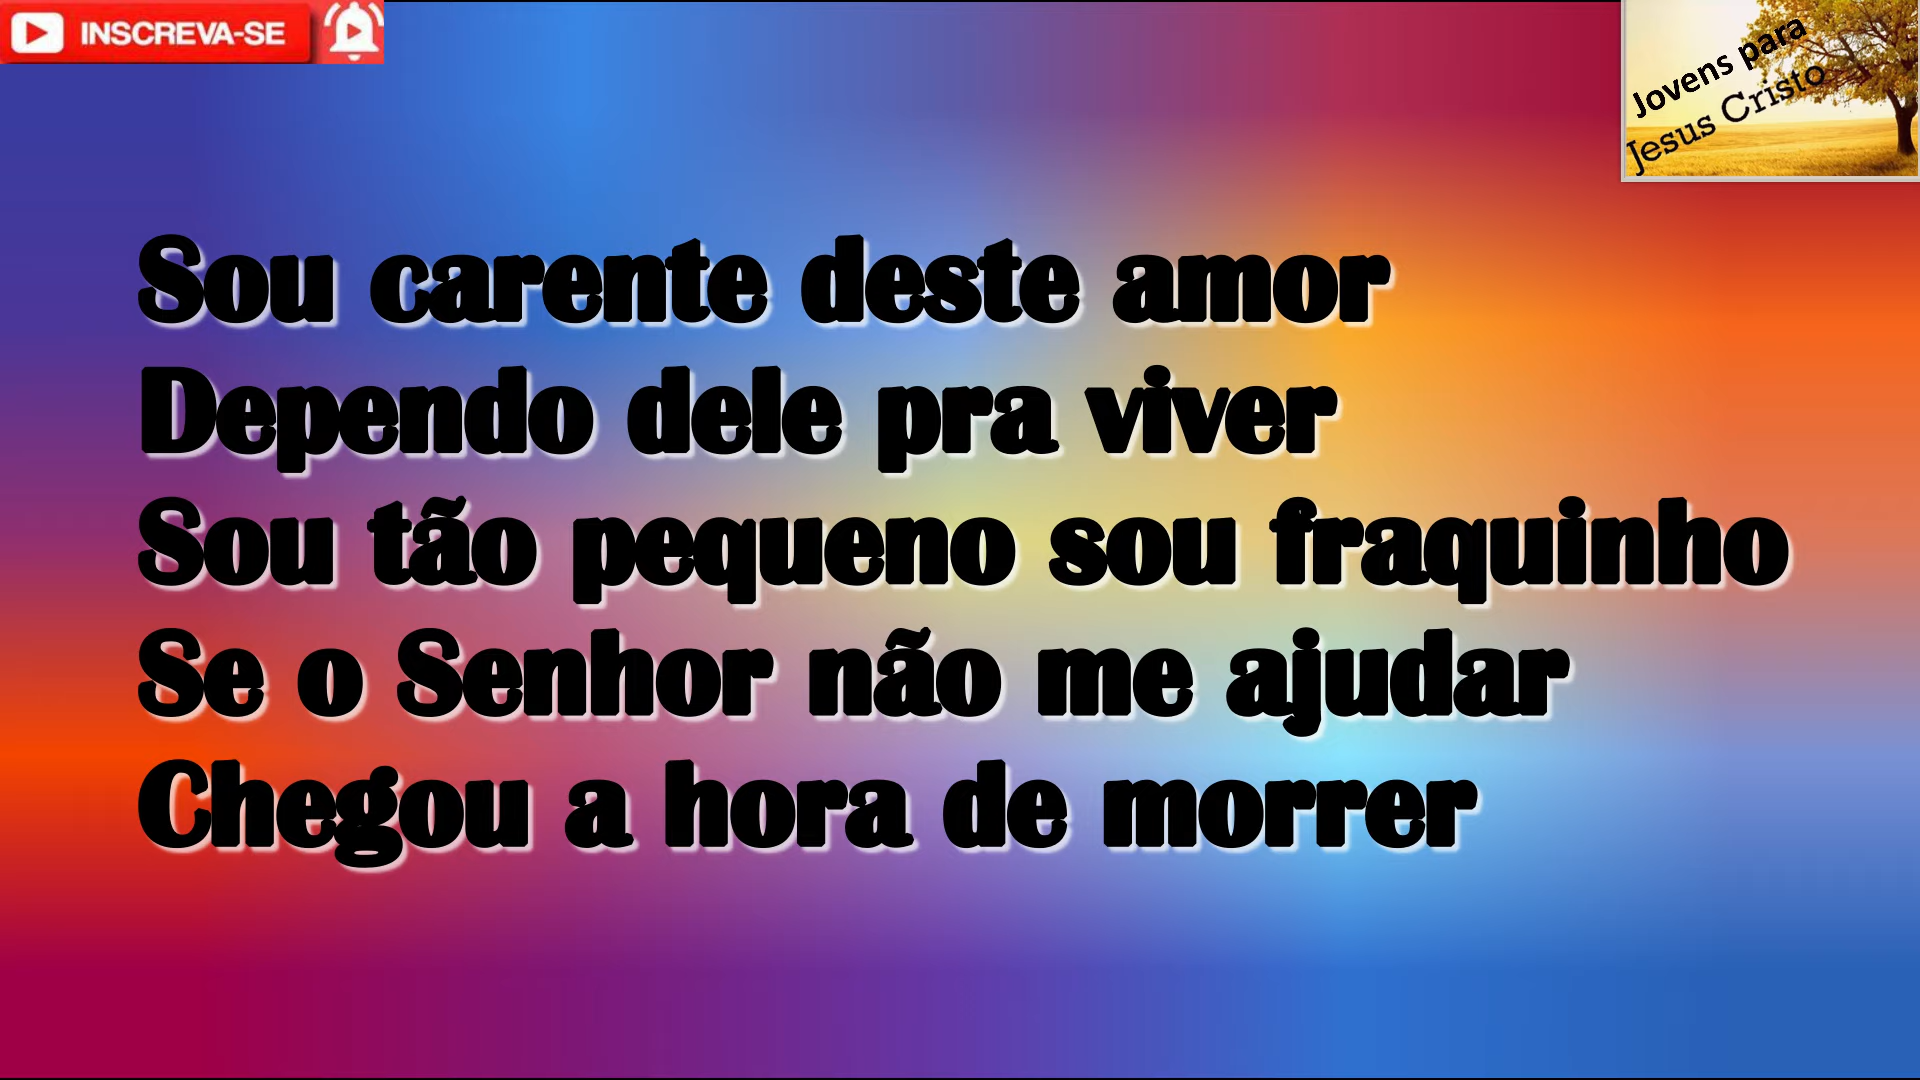 INSCREVA-SE
Jovens para
Jesus Cristo
Sou carente deste amor
Dependo dele pra viver
Sou tão pequeno sou fraquinho
Se o Senhor não me ajudar
Chegou a hora de morrer